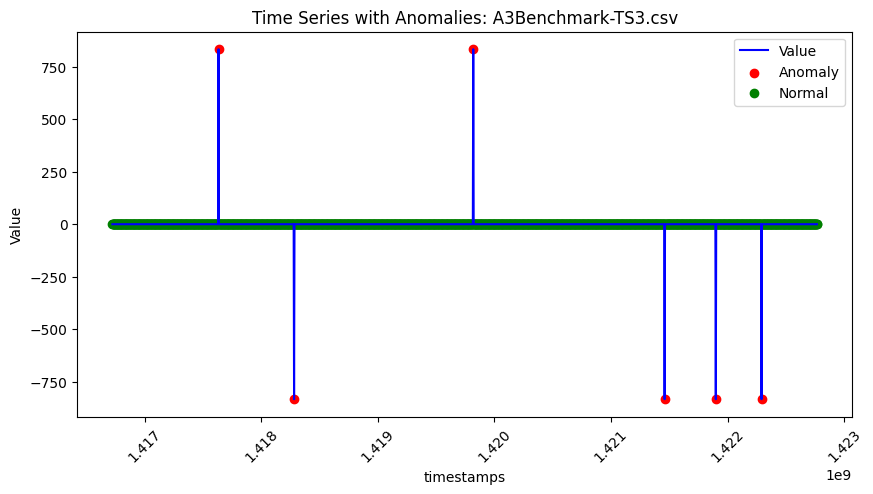 Time Series with Anomalies: A3Benchmark-TS3.csv
Value
Anomaly
Normal
750
500
250
0
−250
−500
−750
Value
1.417
1.418
1.419
1.420
1.421
1.422
1.423
1e9
timestamps